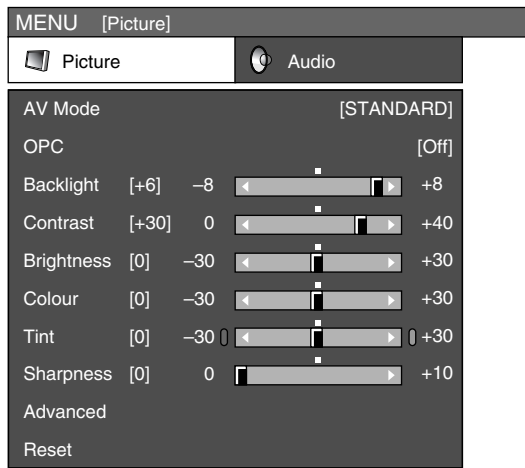 MENU [Picture]
Picture Audio
AV Mode [STANDARD]
OPC [Off]
Backlight [+6] –8 +8
Contrast [+30] 0 +40
Brightness [0] –30 +30
Colour [0] –30 +30
Tint [0] –30 +30
Sharpness [0] 0 +10
Advanced
Reset